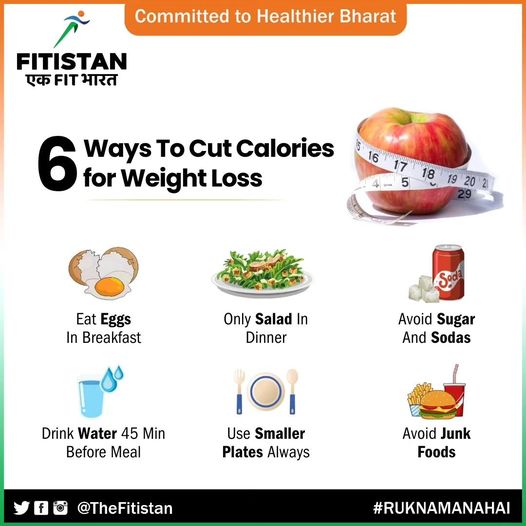 Committed to Healthier Bharat
FITISTAN
एक FIT भारत
6 Ways To Cut Calories
for Weight Loss
15 16 17 18 19 20 21
4 5 29
Soda
Eat Eggs
In Breakfast
Only Salad In
Dinner
Avoid Sugar
And Sodas
Drink Water 45 Min
Before Meal
Use Smaller
Plates Always
Avoid Junk
Foods
@TheFitistan
#RUKNAMANAHAI